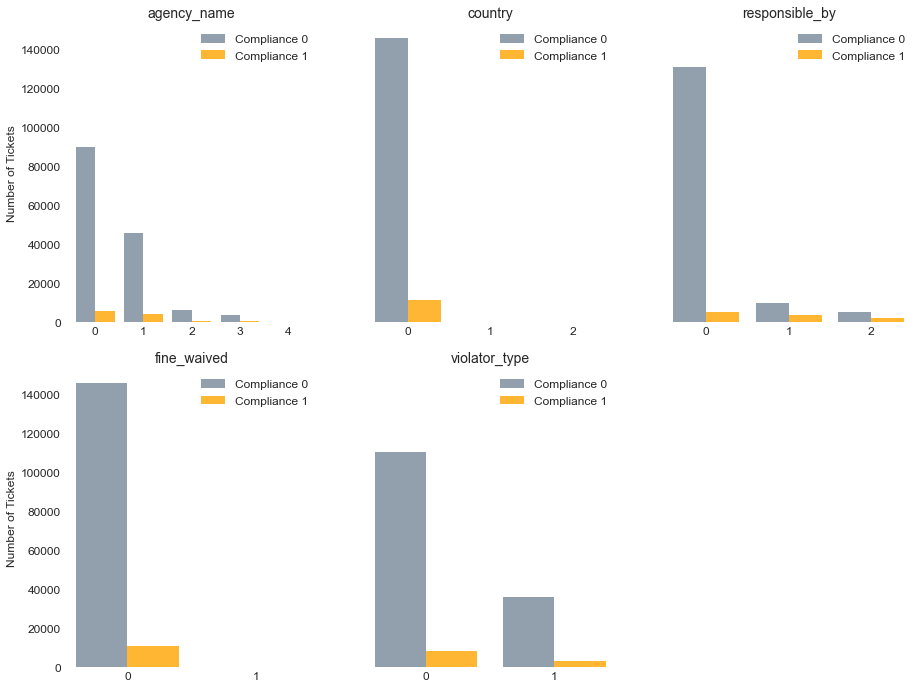 agency_name
country
responsible_by
Compliance 0
Compliance 1
Compliance 0
Compliance 1
Compliance 0
Compliance 1
Number of Tickets
140000
120000
100000
80000
60000
40000
20000
0
0 1 2 3 4
0 1 2
0 1 2
fine_waived
violator_type
Compliance 0
Compliance 1
Compliance 0
Compliance 1
Number of Tickets
140000
120000
100000
80000
60000
40000
20000
0
0 1
0 1